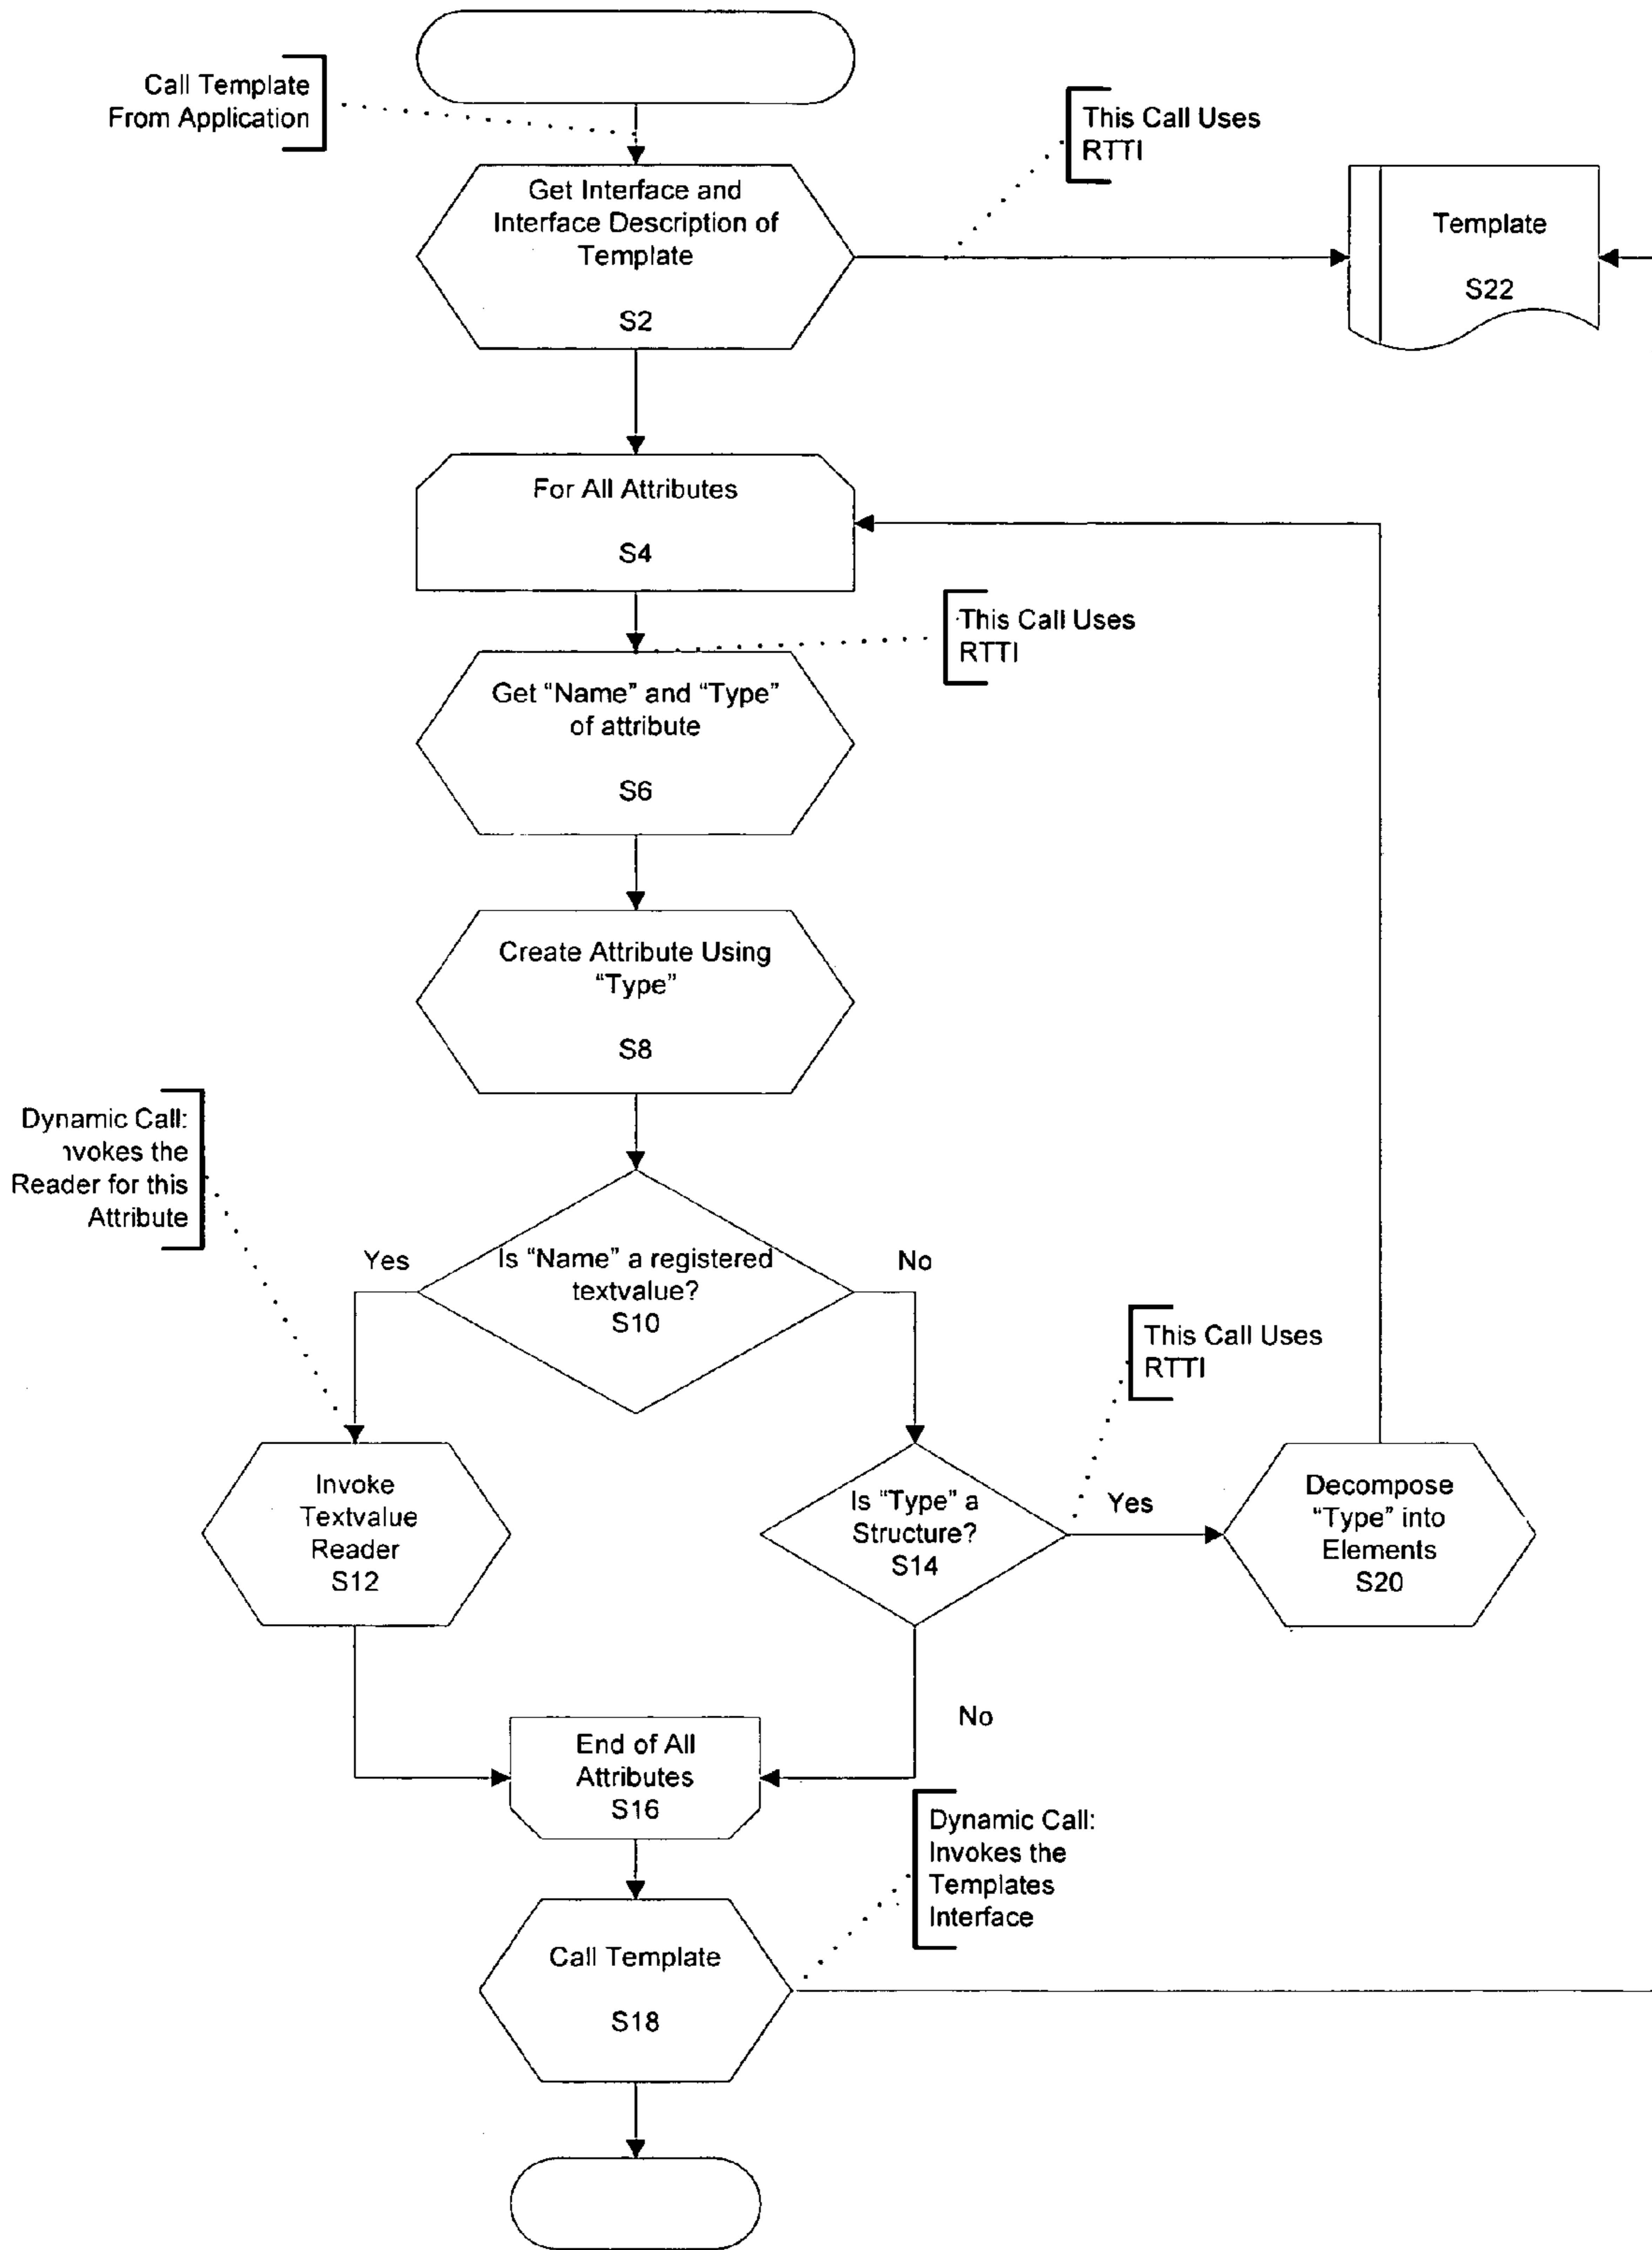 Call Template
From Application
This Call Uses
RTTI
Get Interface and
Interface Description of
Template
S2
Template
S22
For All Attributes
S4
This Call Uses
RTTI
Get “Name” and “Type”
of attribute
S6
Create Attribute Using
“Type”
S8
Dynamic Call:
nvokes the
Reader for this
Attribute
Yes
Is “Name” a registered
textvalue?
S10
No
This Call Uses
RTTI
Invoke
Textvalue
Reader
S12
Is “Type” a
Structure?
S14
Yes
Decompose
“Type” into
Elements
S20
No
End of All
Attributes
S16
Dynamic Call:
Invokes the
Templates
Interface
Call Template
S18